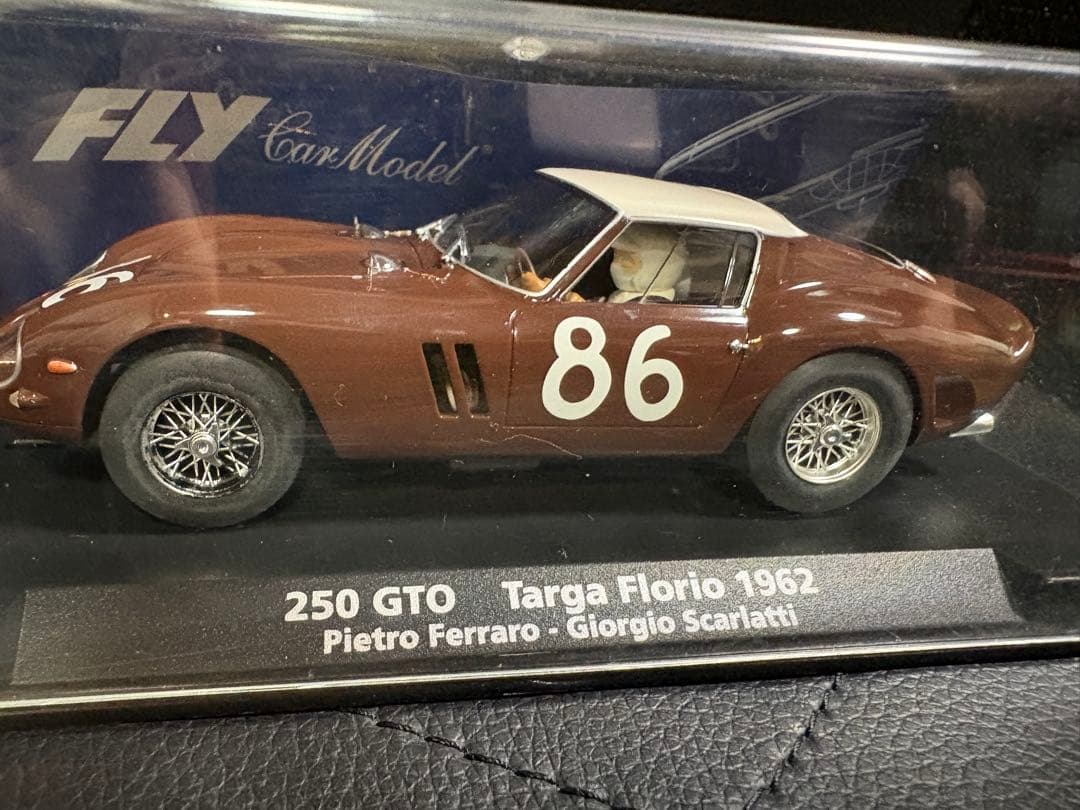 FLY Car Model
86
250 GTO Targa Florio 1962
Pietro Ferraro - Giorgio Scarlatti